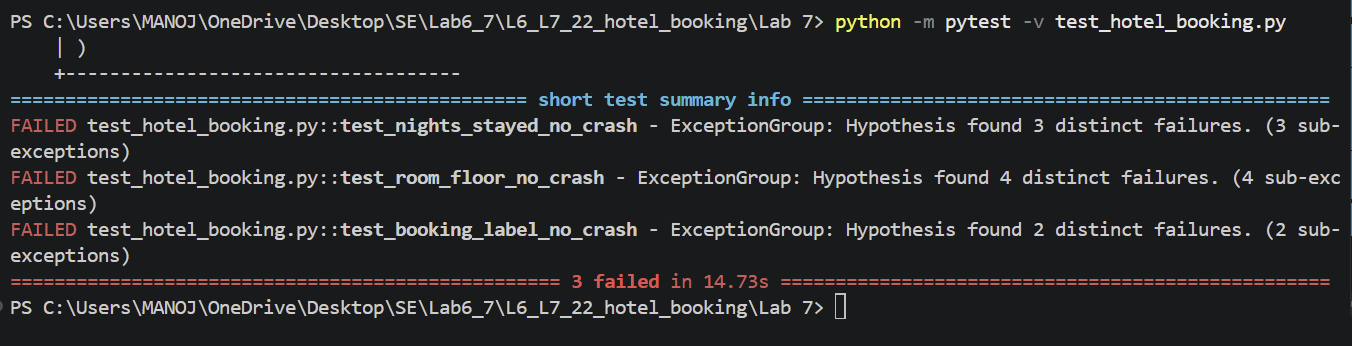 PS C:\Users\MANOJ\OneDrive\Desktop\SE\Lab6_7\L6_L7_22_hotel_booking\Lab 7> python -m pytest -v test_hotel_booking.py
    | )
    +------------------------------------
=============================================== short test summary info ================================================
FAILED test_hotel_booking.py::test_nights_stayed_no_crash - ExceptionGroup: Hypothesis found 3 distinct failures. (3 sub-
exceptions)
FAILED test_hotel_booking.py::test_room_floor_no_crash - ExceptionGroup: Hypothesis found 4 distinct failures. (4 sub-exc
eptions)
FAILED test_hotel_booking.py::test_booking_label_no_crash - ExceptionGroup: Hypothesis found 2 distinct failures. (2 sub-
exceptions)
================================================== 3 failed in 14.73s ==================================================
PS C:\Users\MANOJ\OneDrive\Desktop\SE\Lab6_7\L6_L7_22_hotel_booking\Lab 7>